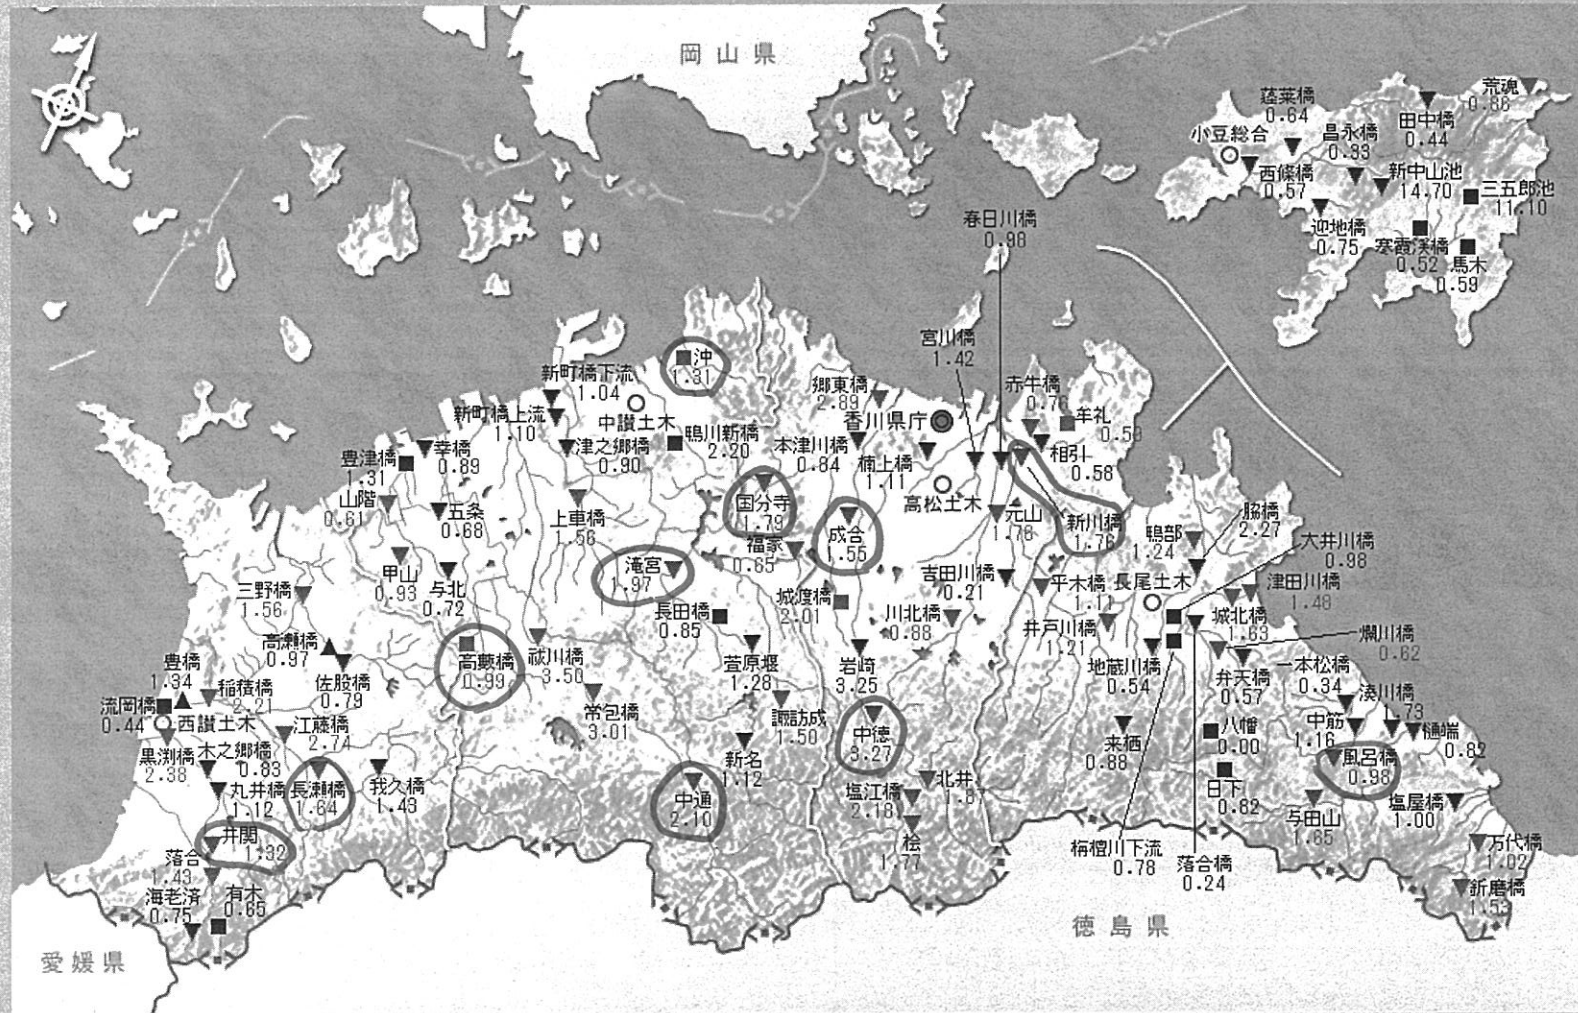 岡山県
荒魂
0.86
蓬莱橋
0.64
田中橋
0.44
小豆総合
昌永橋
0.83
西條橋
0.57
新中山池
14.70
三五郎池
11.10
迎地橋
0.75
寒霞渓橋
0.52
馬木
0.59
春日川橋
0.98
宮川橋
1.42
沖
1.31
新町橋下流
1.04
郷東橋
2.89
赤牛橋
牟礼
新町橋上流
1.10
中讃土木
香川県庁
津之郷橋
0.90
鴨川新橋
2.20
本津川橋
0.84
楠上橋
1.11
相引
0.58
幸橋
0.89
豊津橋
1.31
山階
0.61
五条
0.68
上車橋
1.56
国分寺
1.79
成合
1.55
高松土木
元山
1.78
新川橋
1.76
鴨部
1.24
脇橋
2.27
大井川橋
0.98
福家
0.65
滝宮
1.97
甲山
0.93
与北
0.72
三野橋
1.56
吉田川橋
0.21
平木橋
1.11
長尾土木
津田川橋
1.48
城渡橋
2.01
長田橋
0.85
川北橋
0.88
井戸川橋
1.21
城北橋
1.63
爛川橋
0.62
高瀬橋
0.97
高藪橋
0.99
祓川橋
3.50
萱原堰
1.28
岩崎
3.25
地蔵川橋
0.54
弁天橋
0.57
一本松橋
0.34
豊橋
1.34
稲積橋
2.21
佐股橋
0.79
流岡橋
0.44
西讃土木
常包橋
3.01
諏訪成
1.50
中徳
3.27
来栖
0.88
八幡
0.00
中筋
1.16
湊川橋
樋端
0.82
江藤橋
2.74
黒渕橋
2.38
木之郷橋
0.83
新名
1.12
風呂橋
0.98
丸井橋
1.12
長瀬橋
1.64
我久橋
1.43
中通
2.10
塩江橋
2.18
北井
1.87
日下
0.82
与田山
1.65
塩屋橋
1.00
井関
1.32
桧
1.77
万代橋
1.02
落合
1.43
栴檀川下流
0.78
落合橋
0.24
海老済
0.75
有木
0.65
新磨橋
1.53
徳島県
愛媛県